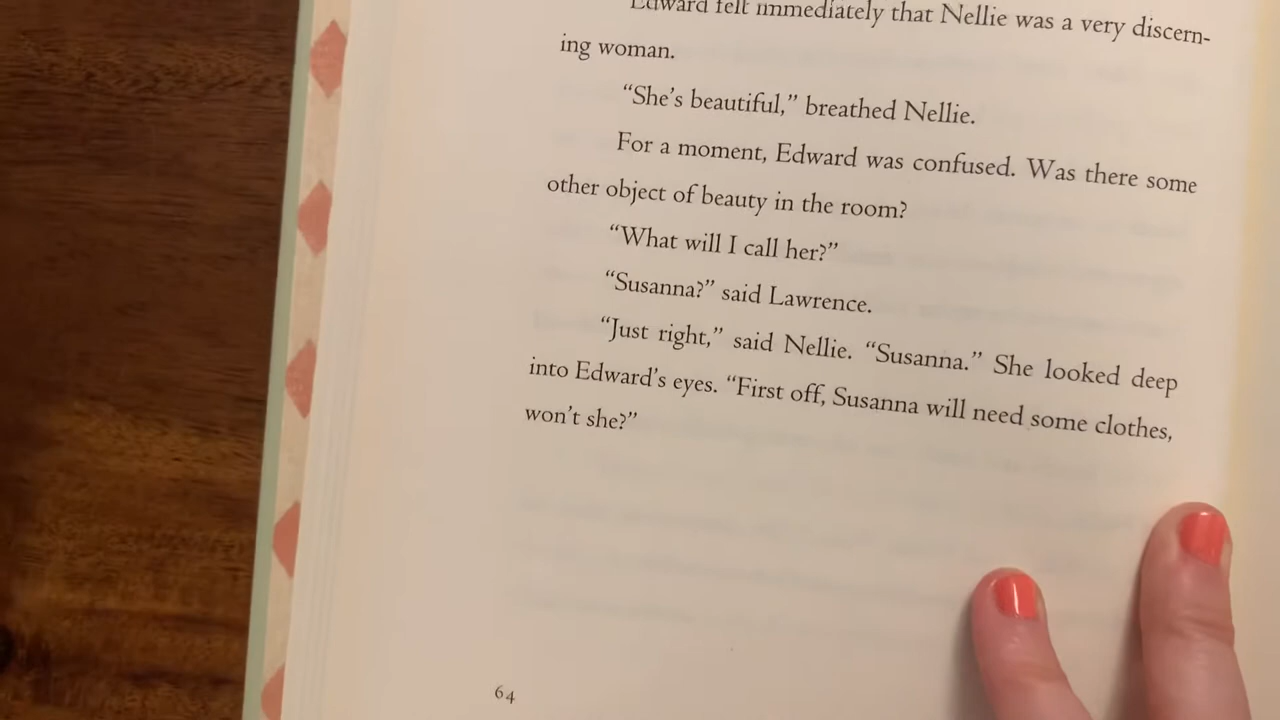 Edward felt immediately that Nellie was a very discern-
ing woman.
“She’s beautiful,” breathed Nellie.
For a moment, Edward was confused. Was there some
other object of beauty in the room?
“What will I call her?”
“Susanna?” said Lawrence.
“Just right,” said Nellie. “Susanna.” She looked deep
into Edward’s eyes. “First off, Susanna will need some clothes,
won’t she?”
64